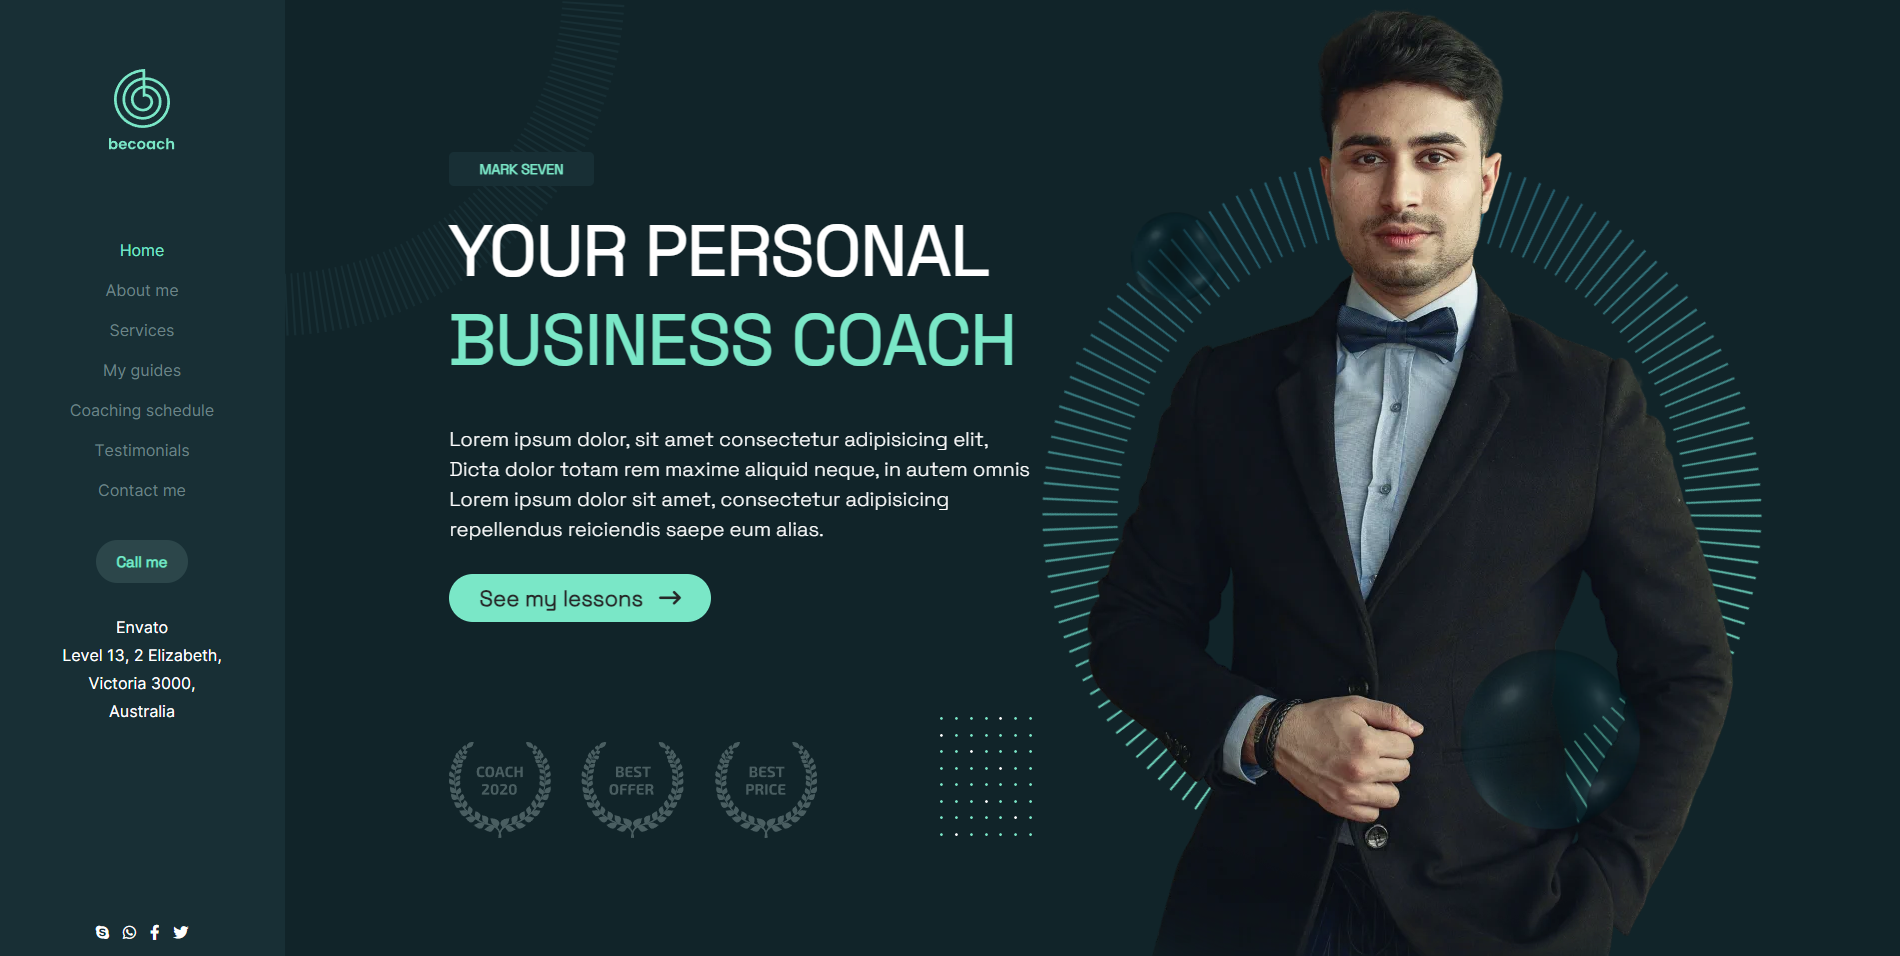 becoach
Home
About me
Services
My guides
Coaching schedule
Testimonials
Contact me
Call me
Envato
Level 13, 2 Elizabeth,
Victoria 3000,
Australia
MARK SEVEN
YOUR PERSONAL
BUSINESS COACH
Lorem ipsum dolor, sit amet consectetur adipisicing elit,
Dicta dolor totam rem maxime aliquid neque, in autem omnis
Lorem ipsum dolor sit amet, consectetur adipisicing
repellendus reiciendis saepe eum alias.
See my lessons
COACH
2020
BEST
OFFER
BEST
PRICE